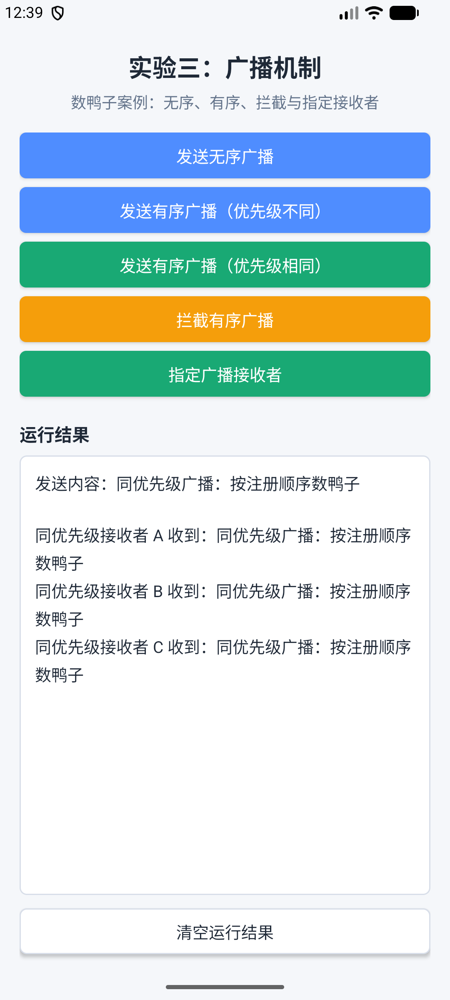 12:39
实验三：广播机制
数鸭子案例：无序、有序、拦截与指定接收者
发送无序广播
发送有序广播（优先级不同）
发送有序广播（优先级相同）
拦截有序广播
指定广播接收者
运行结果
发送内容：同优先级广播：按注册顺序数鸭子
同优先级接收者 A 收到：同优先级广播：按注册顺序
数鸭子
同优先级接收者 B 收到：同优先级广播：按注册顺序
数鸭子
同优先级接收者 C 收到：同优先级广播：按注册顺序
数鸭子
清空运行结果